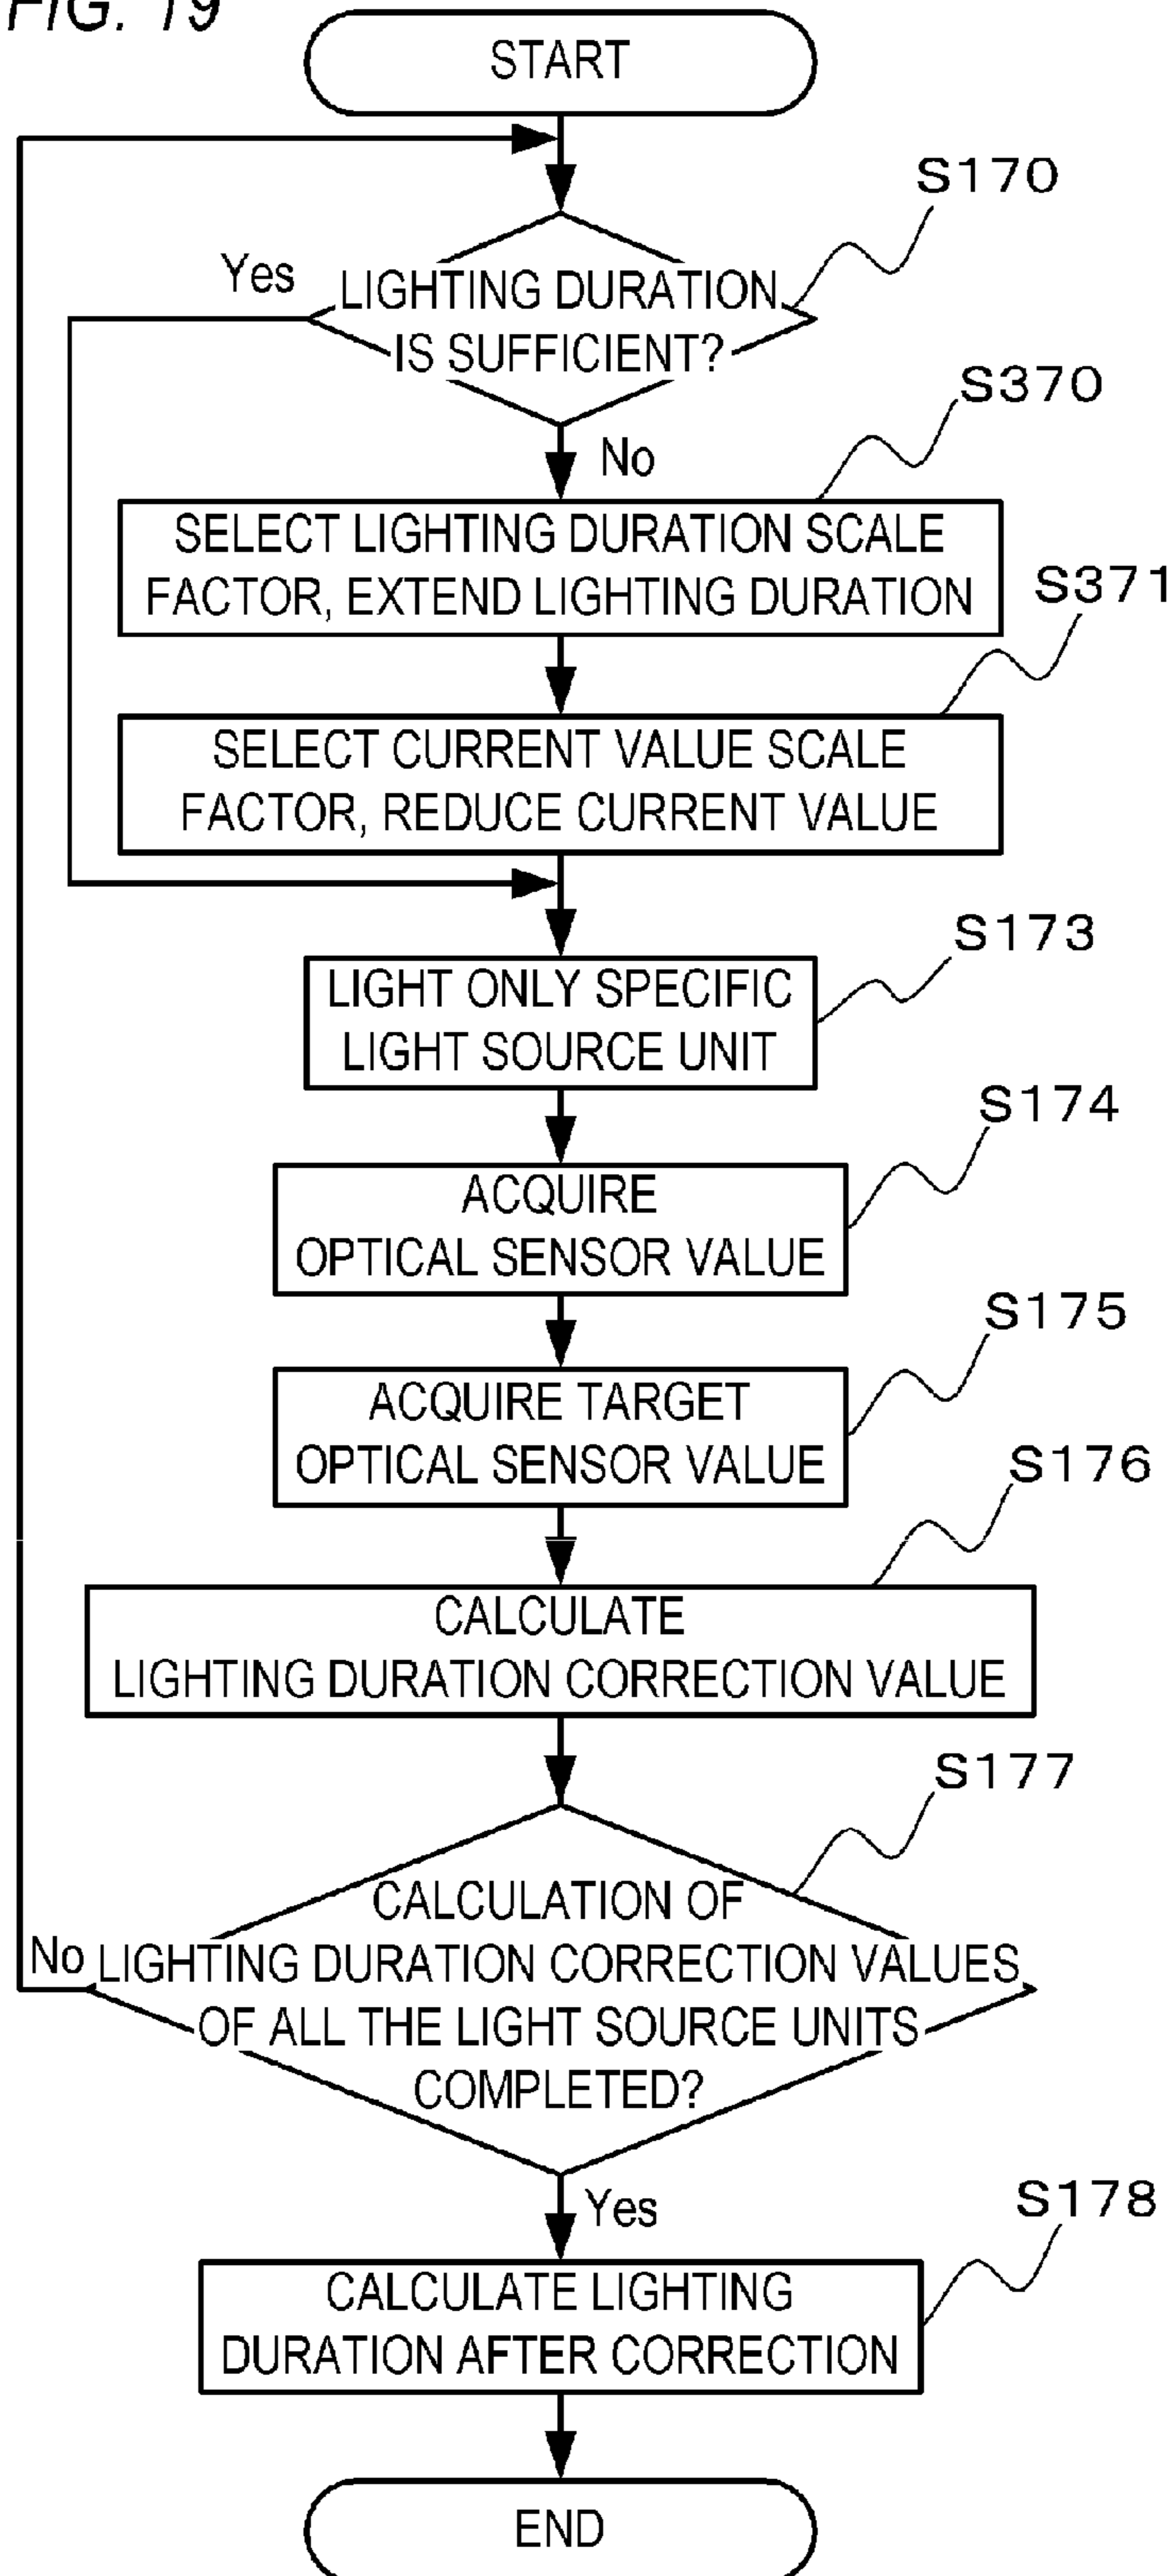 FIG. 19
START
S170
Yes
LIGHTING DURATION
IS SUFFICIENT?
No
S370
SELECT LIGHTING DURATION SCALE
FACTOR, EXTEND LIGHTING DURATION
S371
SELECT CURRENT VALUE SCALE
FACTOR, REDUCE CURRENT VALUE
S173
LIGHT ONLY SPECIFIC
LIGHT SOURCE UNIT
S174
ACQUIRE
OPTICAL SENSOR VALUE
S175
ACQUIRE TARGET
OPTICAL SENSOR VALUE
S176
CALCULATE
LIGHTING DURATION CORRECTION VALUE
S177
CALCULATION OF
No LIGHTING DURATION CORRECTION VALUES
OF ALL THE LIGHT SOURCE UNITS
COMPLETED?
Yes
S178
CALCULATE LIGHTING
DURATION AFTER CORRECTION
END